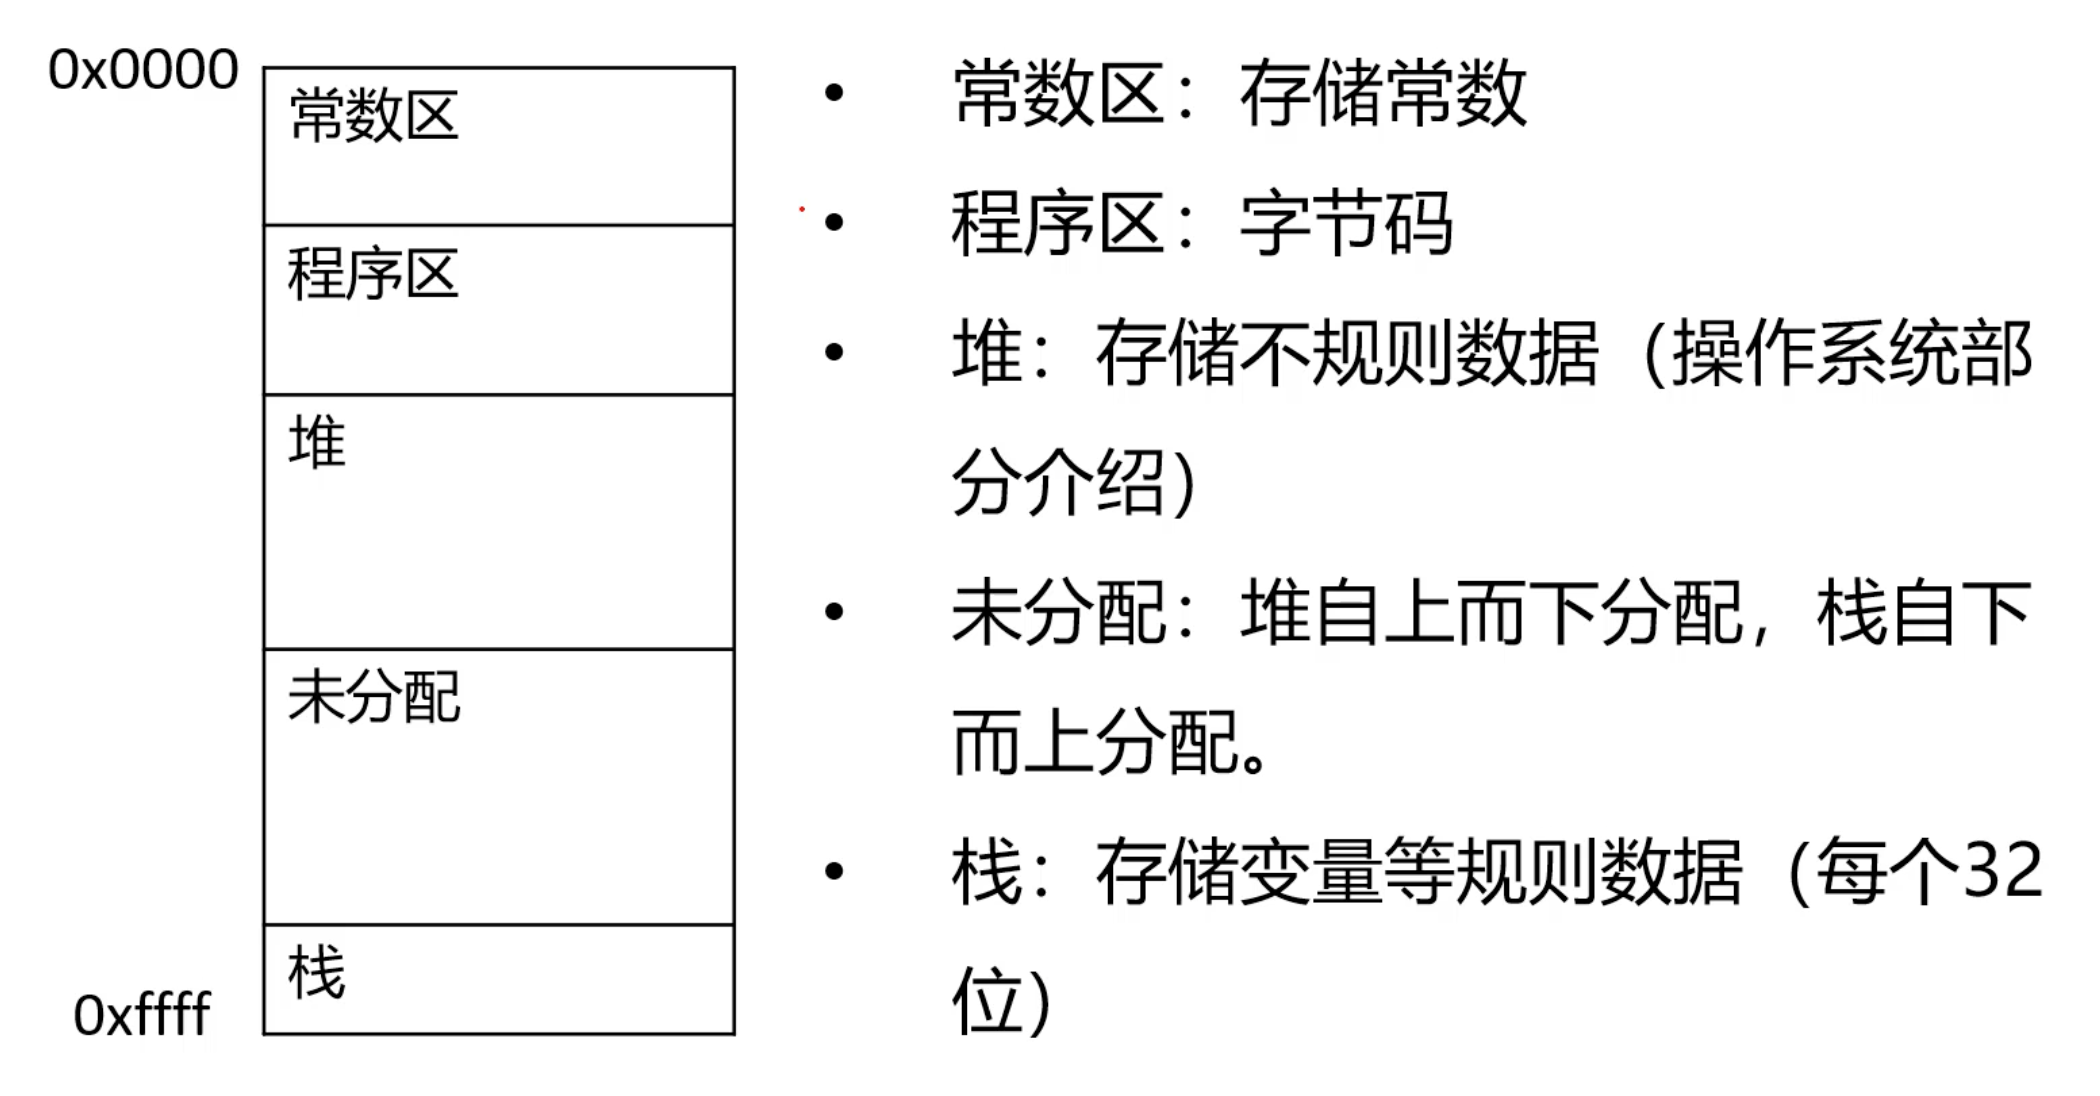 0x0000
常数区
程序区
堆
未分配
栈
0xffff
• 常数区：存储常数
• 程序区：字节码
• 堆：存储不规则数据（操作系统部
分介绍）
• 未分配：堆自上而下分配，栈自下
而上分配。
• 栈：存储变量等规则数据（每个32
位）